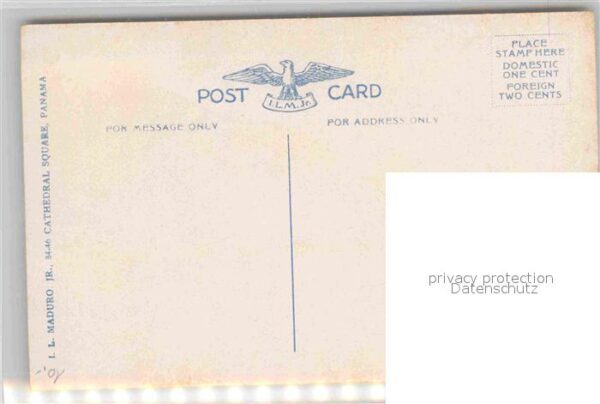 POST CARD
I.L.M. Jr.
PLACE
STAMP HERE
DOMESTIC
ONE CENT
FOREIGN
TWO CENTS
FOR MESSAGE ONLY
FOR ADDRESS ONLY
I. L. MADURO JR., 34-46 CATHEDRAL SQUARE, PANAMA
privacy protection
Datenschutz